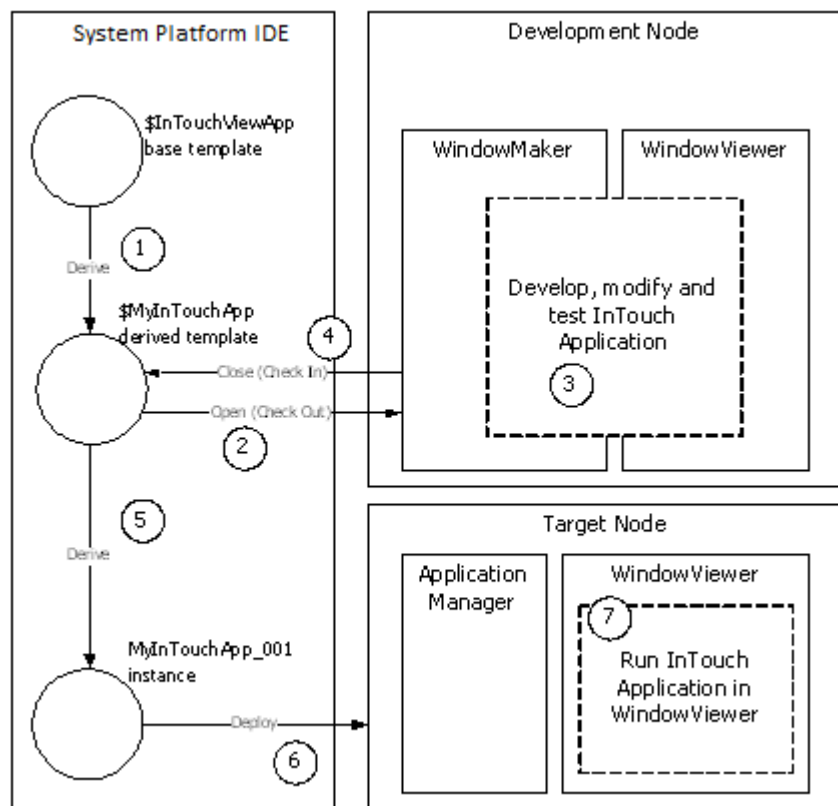 System Platform IDE
$InTouchViewApp
base template
1
Derive
$MyInTouchApp
derived template
4
Close (Check In)
Open (Check Out)
2
5
Derive
MyInTouchApp_001
instance
Deploy
6
Development Node
WindowMaker
WindowViewer
Develop, modify and
test InTouch
Application
3
Target Node
Application
Manager
WindowViewer
7
Run InTouch
Application in
WindowViewer